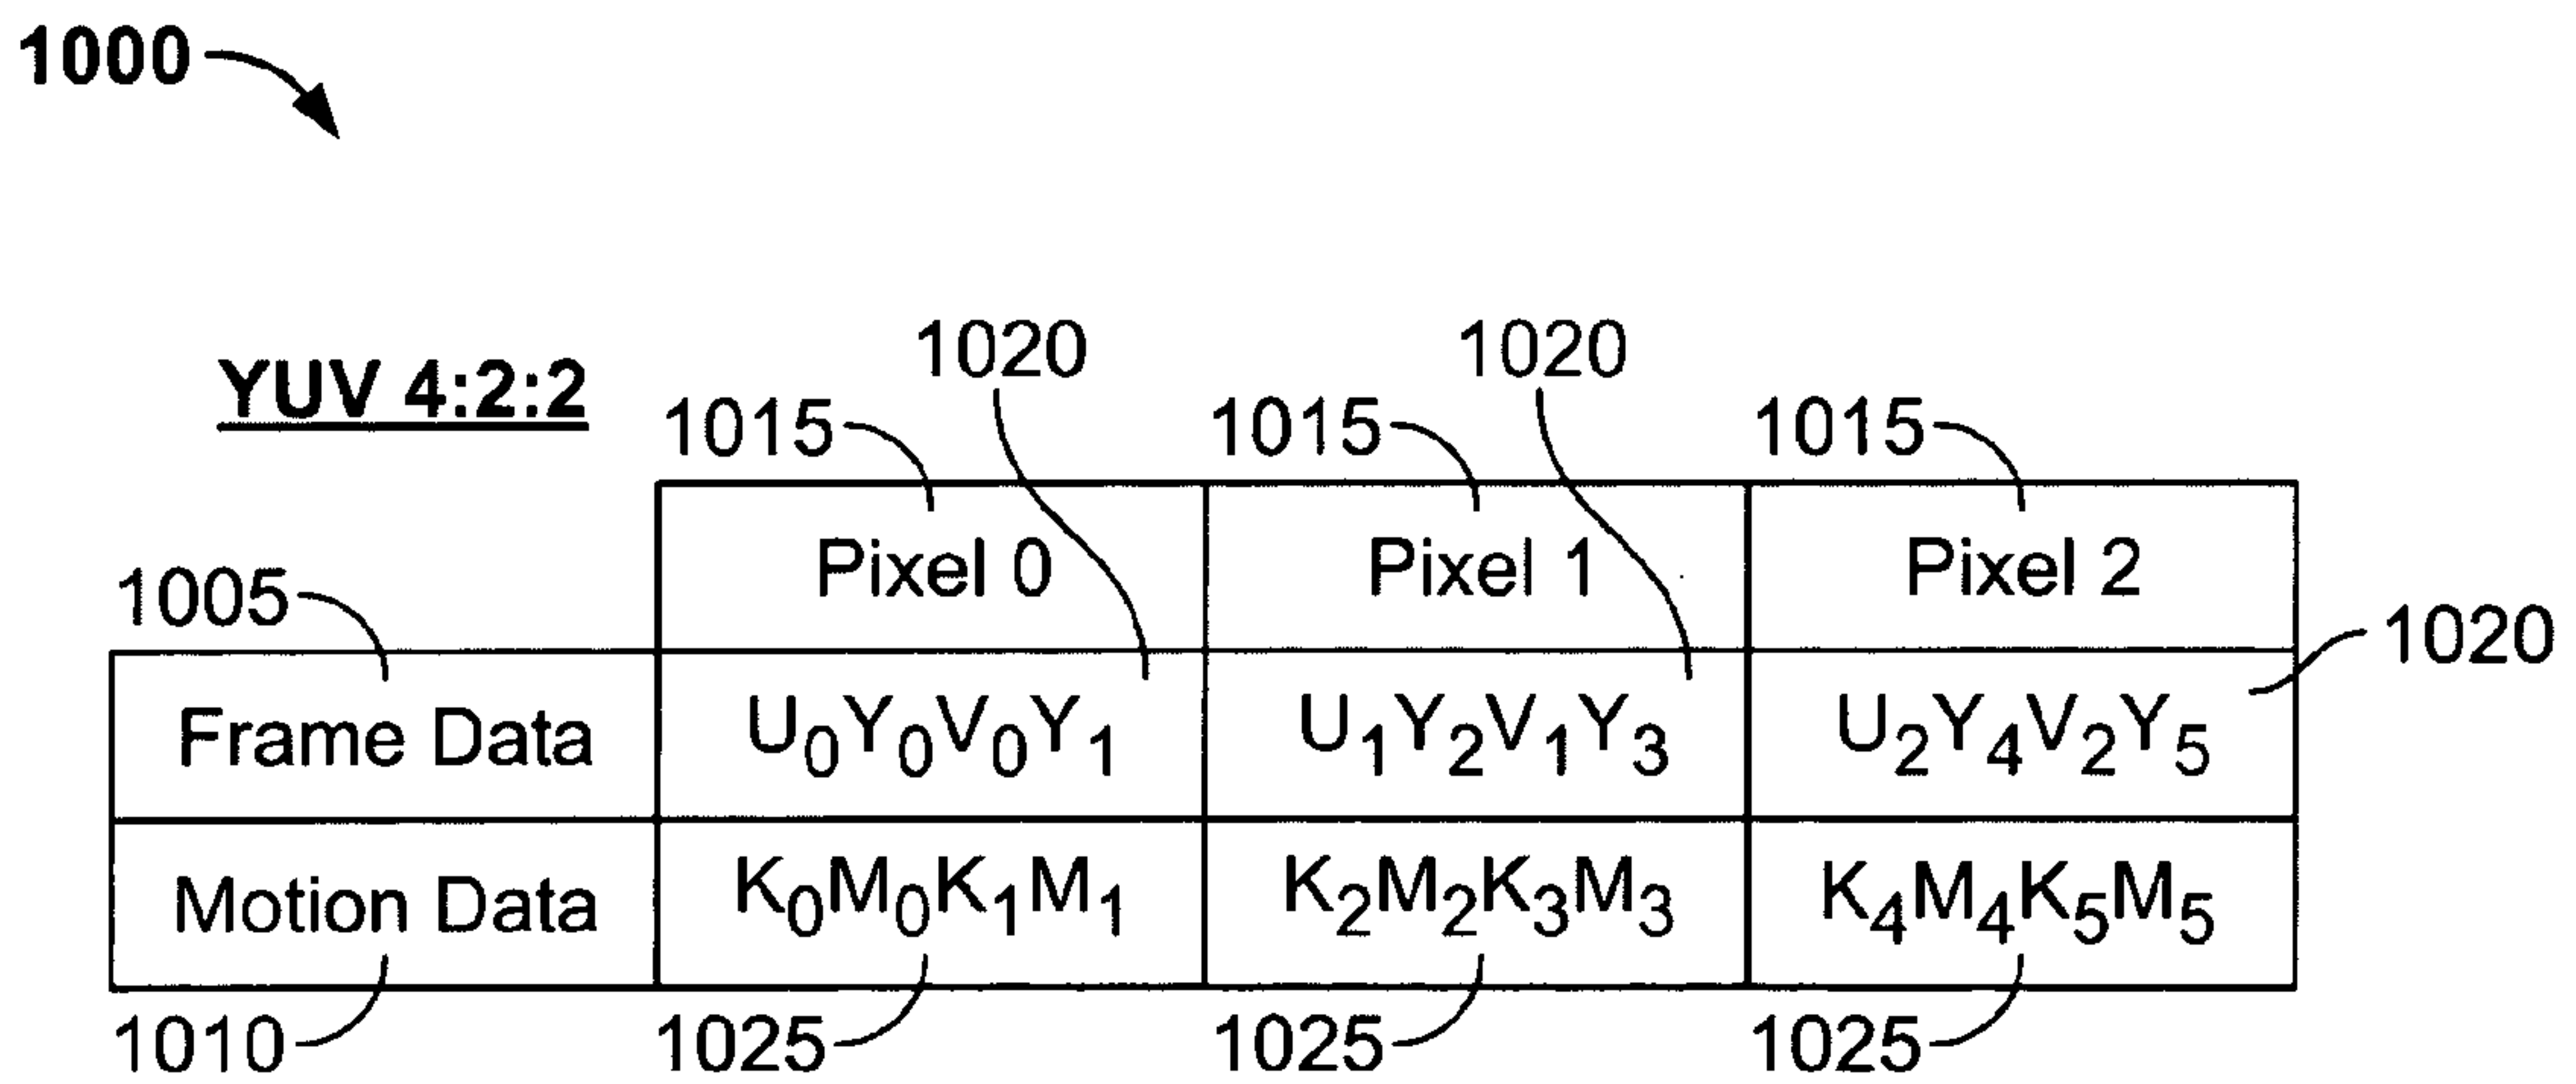 1000
1020 1020
YUV 4:2:2
1015 1015 1015
Pixel 0 Pixel 1 Pixel 2
1005
1020
Frame Data U₀Y₀V₀Y₁ U₁Y₂V₁Y₃ U₂Y₄V₂Y₅
Motion Data K₀M₀K₁M₁ K₂M₂K₃M₃ K₄M₄K₅M₅
1010 1025 1025 1025